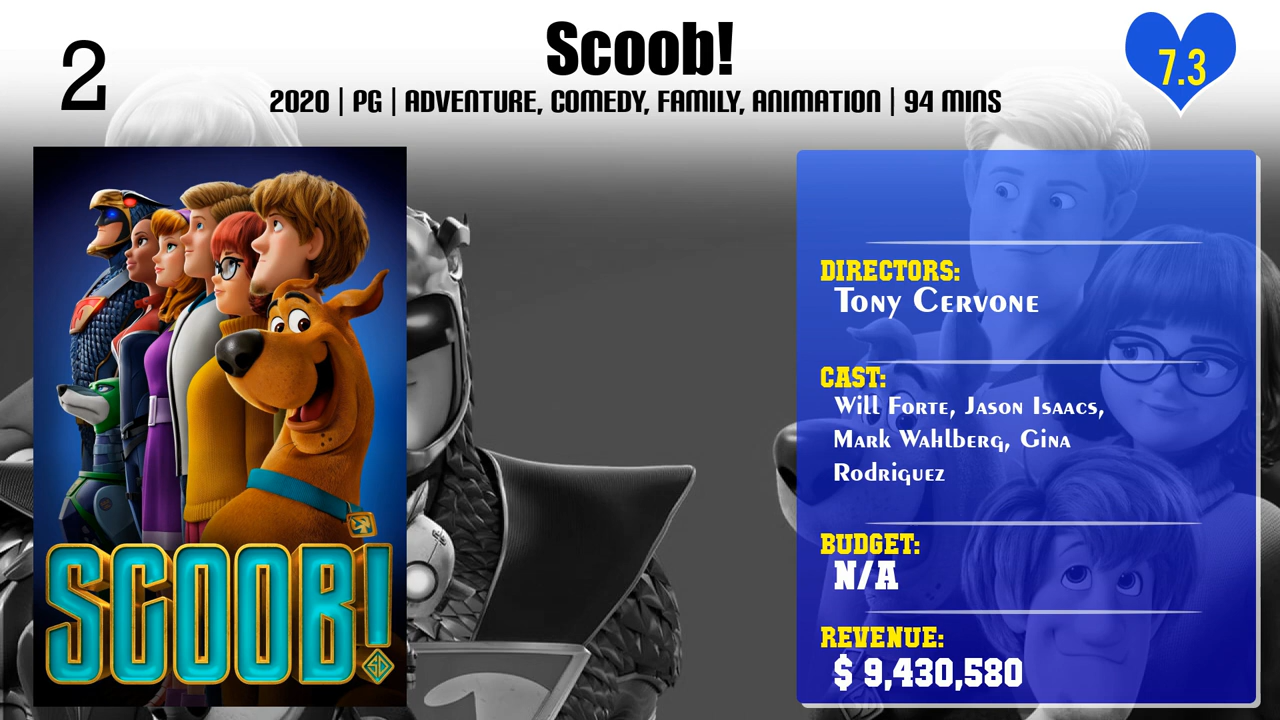 2
Scoob!
7.3
2020 | PG | ADVENTURE, COMEDY, FAMILY, ANIMATION | 94 MINS
SCOOB!
SD
DIRECTORS:
Tony Cervone
CAST:
Will Forte, Jason Isaacs,
Mark Wahlberg, Gina
Rodriguez
BUDGET:
N/A
REVENUE:
$ 9,430,580